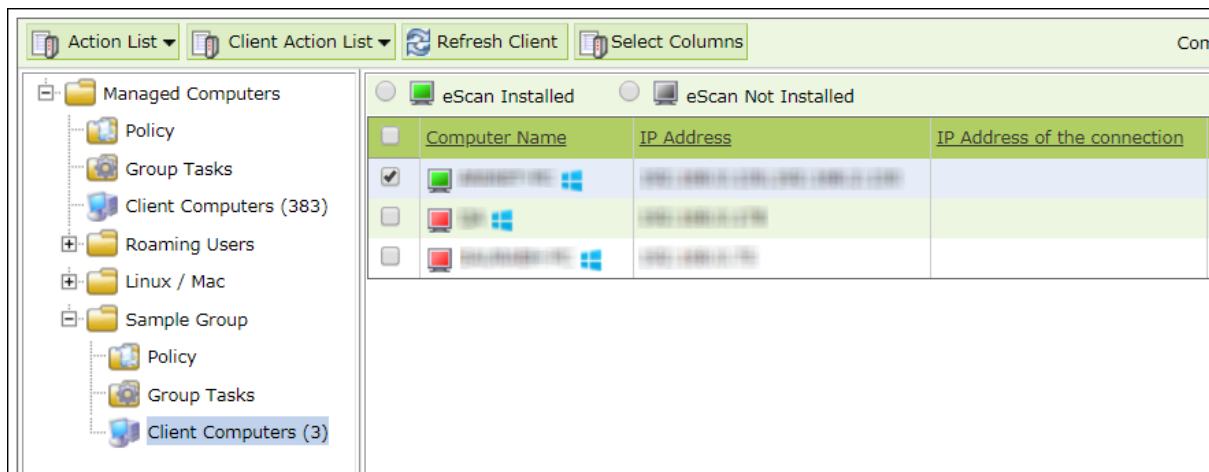 Action List Client Action List Refresh Client Select Columns Con
Managed Computers
Policy
Group Tasks
Client Computers (383)
Roaming Users
Linux / Mac
Sample Group
Policy
Group Tasks
Client Computers (3)
eScan Installed eScan Not Installed
Computer Name IP Address IP Address of the connection